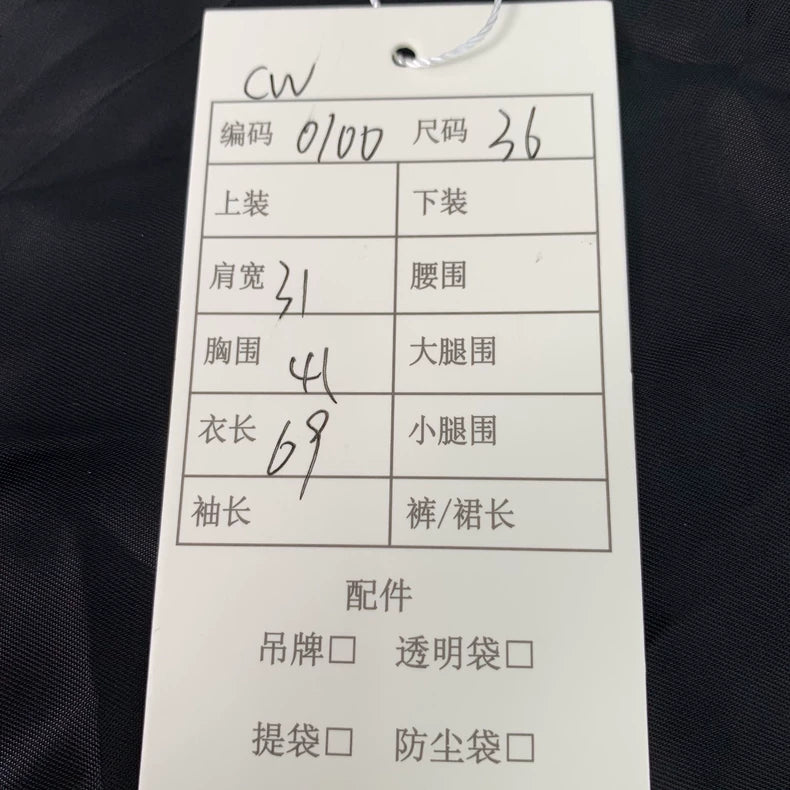 CW
编码 0100 尺码 36
上装 下装
肩宽 31 腰围
胸围 41 大腿围
衣长 69 小腿围
袖长 裤/裙长
配件
吊牌□ 透明袋□
提袋□ 防尘袋□